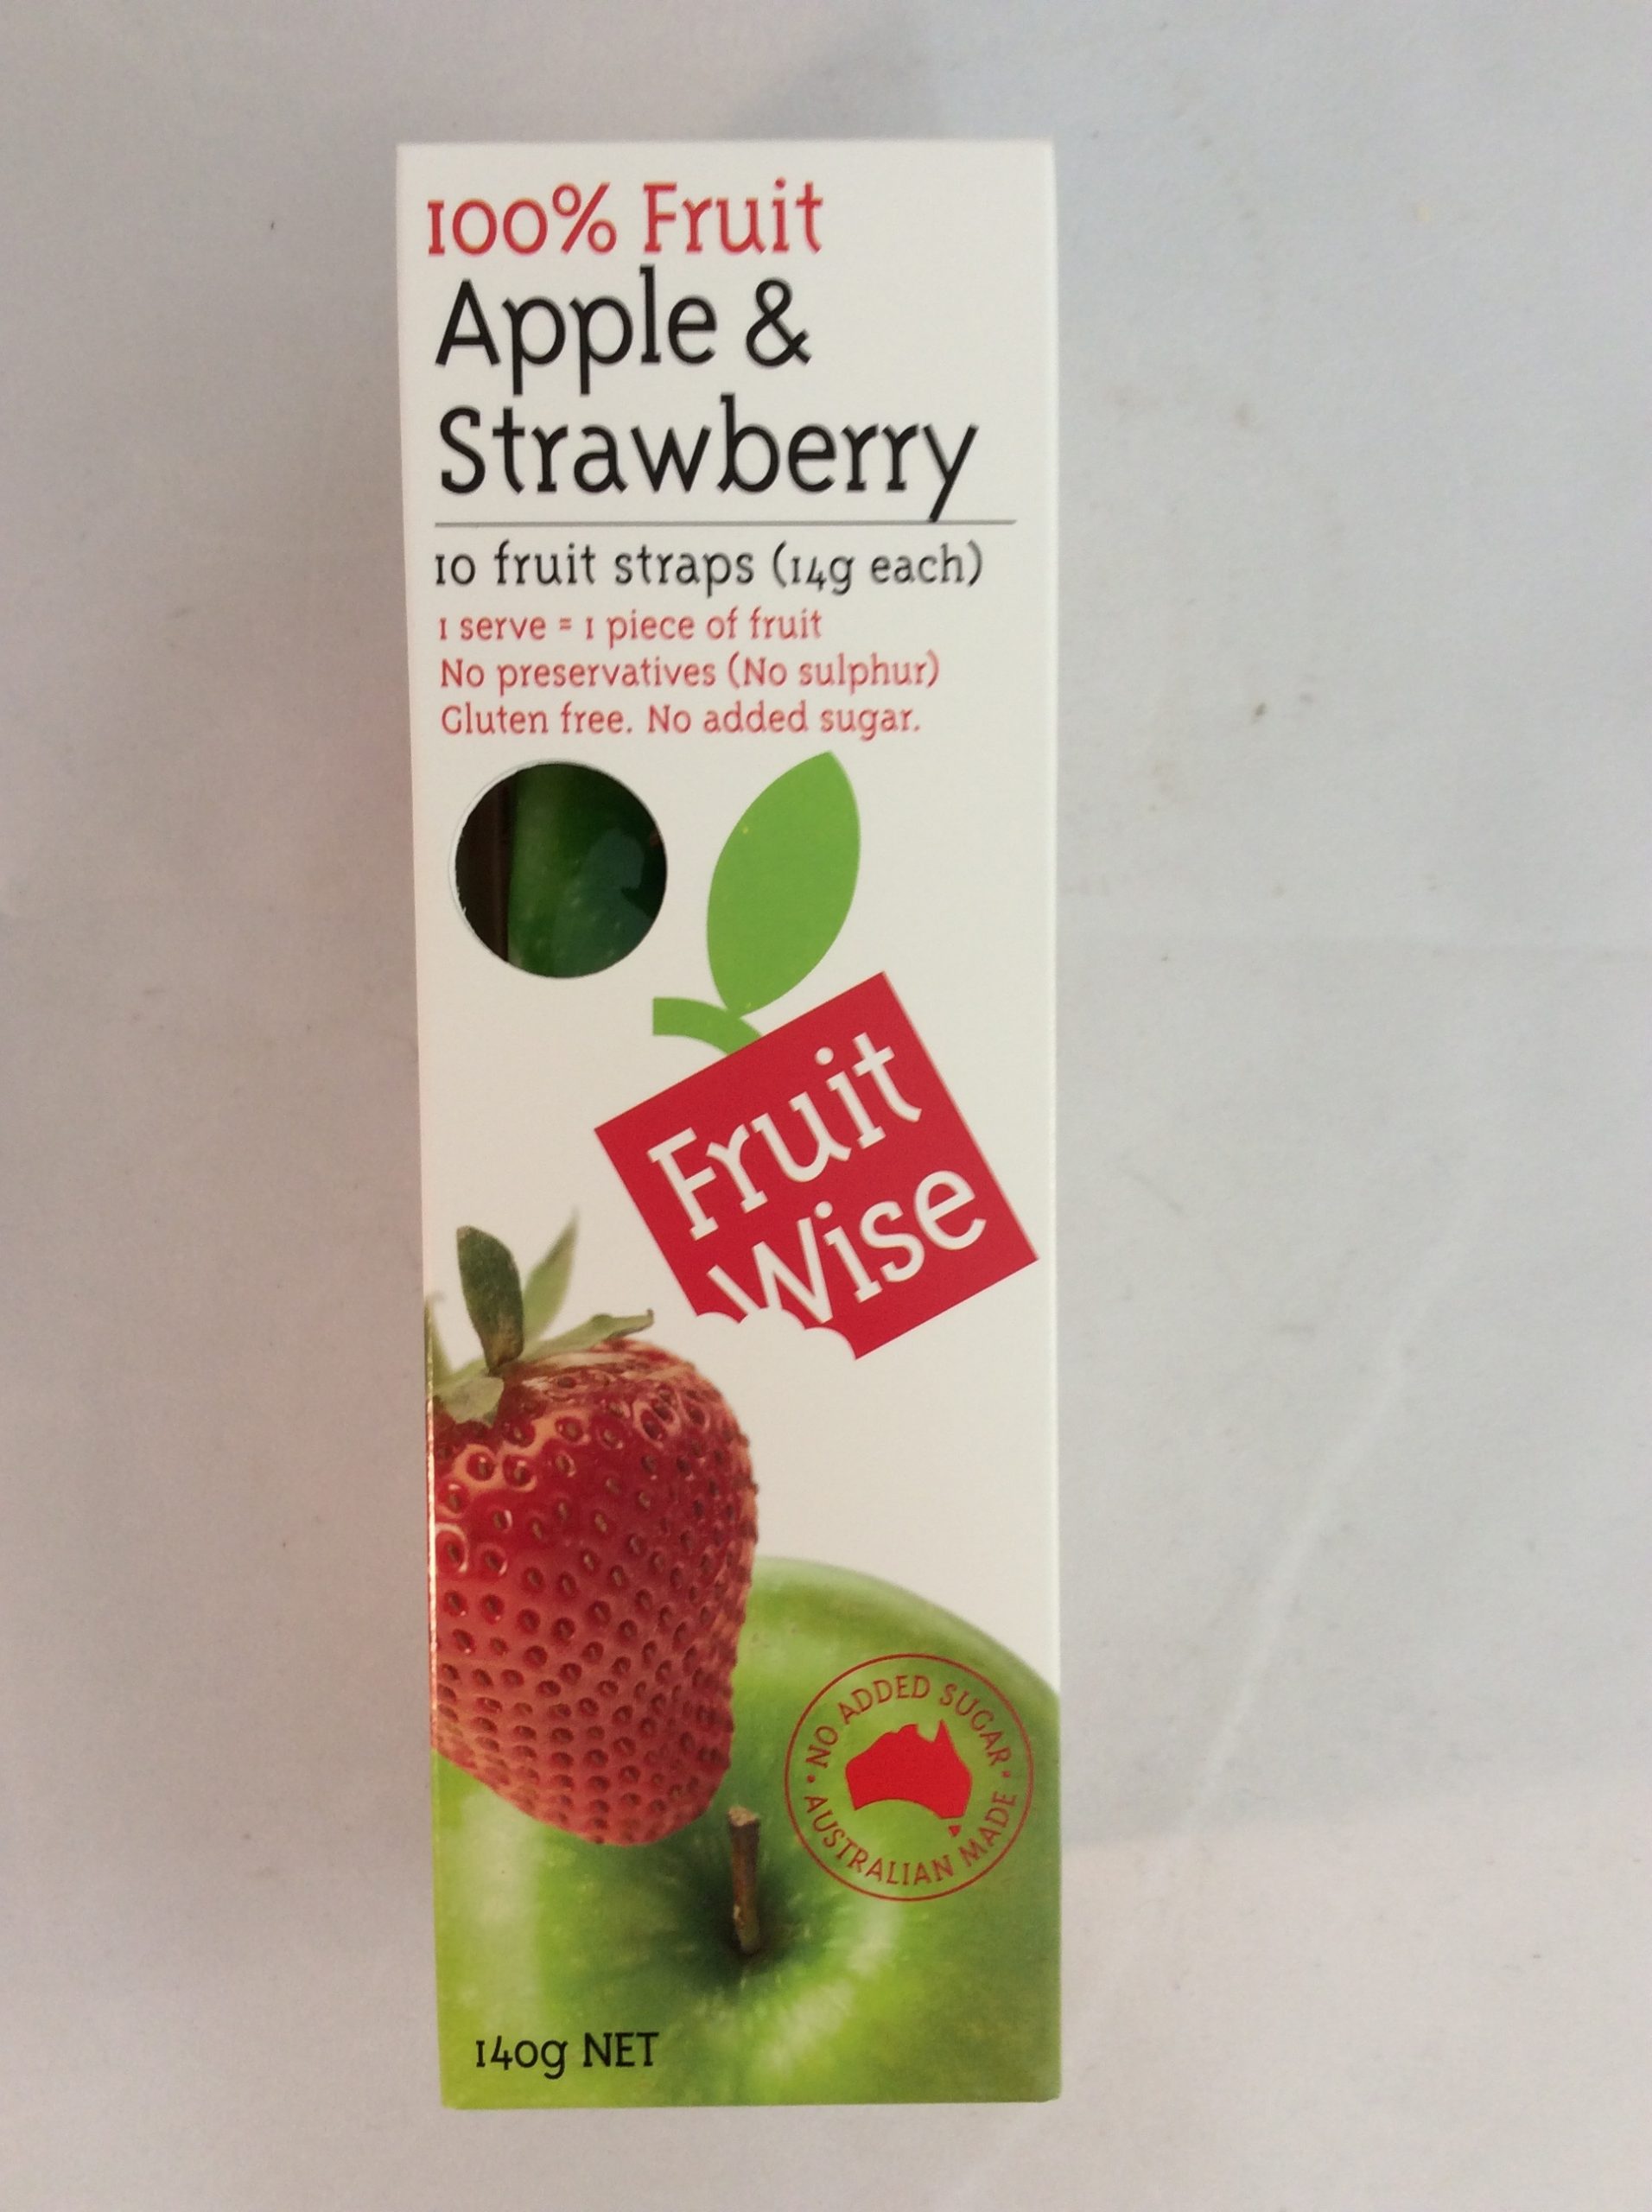 100% Fruit
Apple &
Strawberry
10 fruit straps (14g each)
1 serve = 1 piece of fruit
No preservatives (No sulphur)
Gluten free. No added sugar.
Fruit
Wise
• NO ADDED SUGAR •
AUSTRALIAN MADE
140g NET